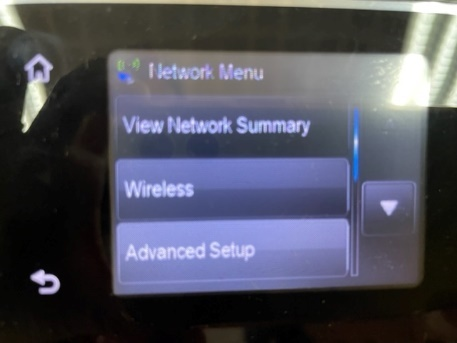 Network Menu
View Network Summary
Wireless
Advanced Setup